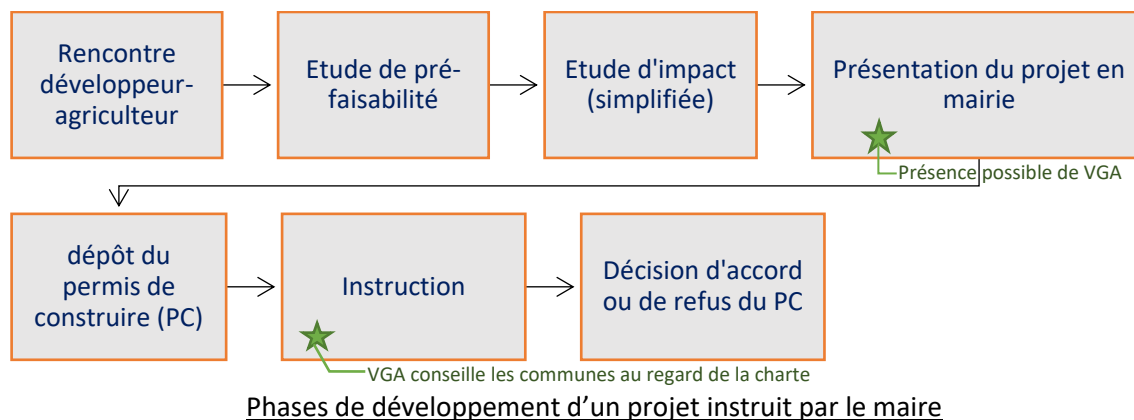 Rencontre
développeur-
agriculteur
Etude de pré-
faisabilité
Etude d'impact
(simplifiée)
Présentation du projet en
mairie
Présence possible de VGA
dépôt du
permis de
construire (PC)
Instruction
Décision d'accord
ou de refus du PC
VGA conseille les communes au regard de la charte
Phases de développement d’un projet instruit par le maire